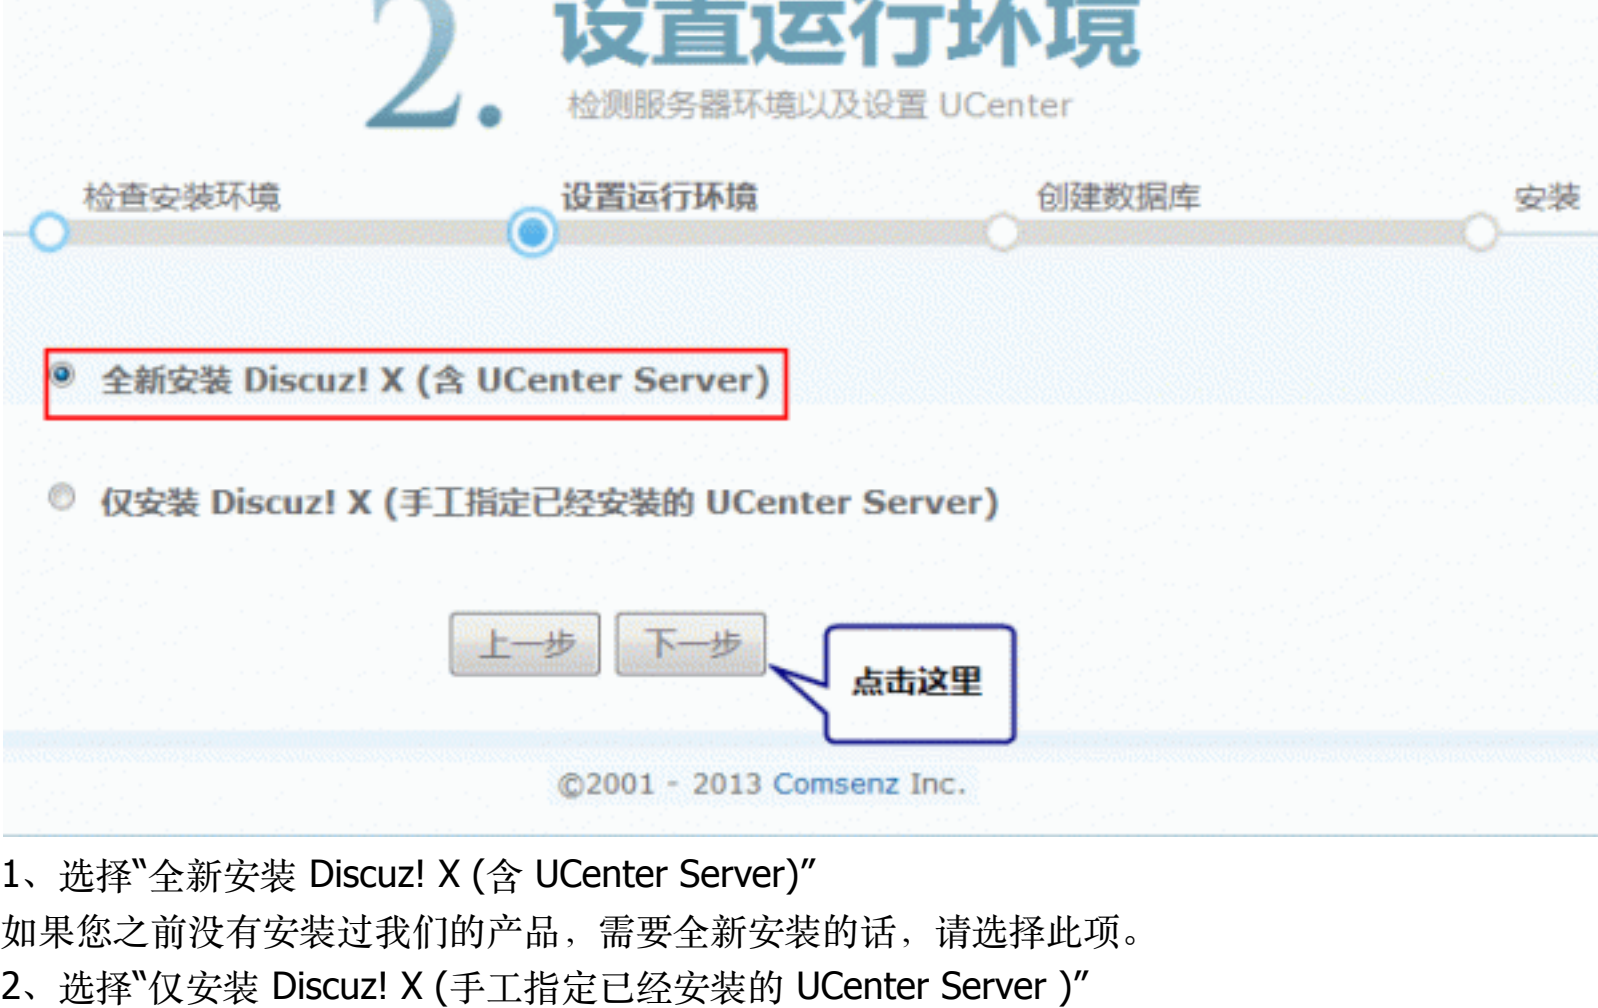 2. 设置运行环境
检测服务器环境以及设置 UCenter
检查安装环境 设置运行环境 创建数据库 安装
全新安装 Discuz! X (含 UCenter Server)
仅安装 Discuz! X (手工指定已经安装的 UCenter Server)
上一步 下一步
点击这里
©2001 - 2013 Comsenz Inc.
1、选择“全新安装 Discuz! X (含 UCenter Server)”
如果您之前没有安装过我们的产品，需要全新安装的话，请选择此项。
2、选择“仅安装 Discuz! X (手工指定已经安装的 UCenter Server )”